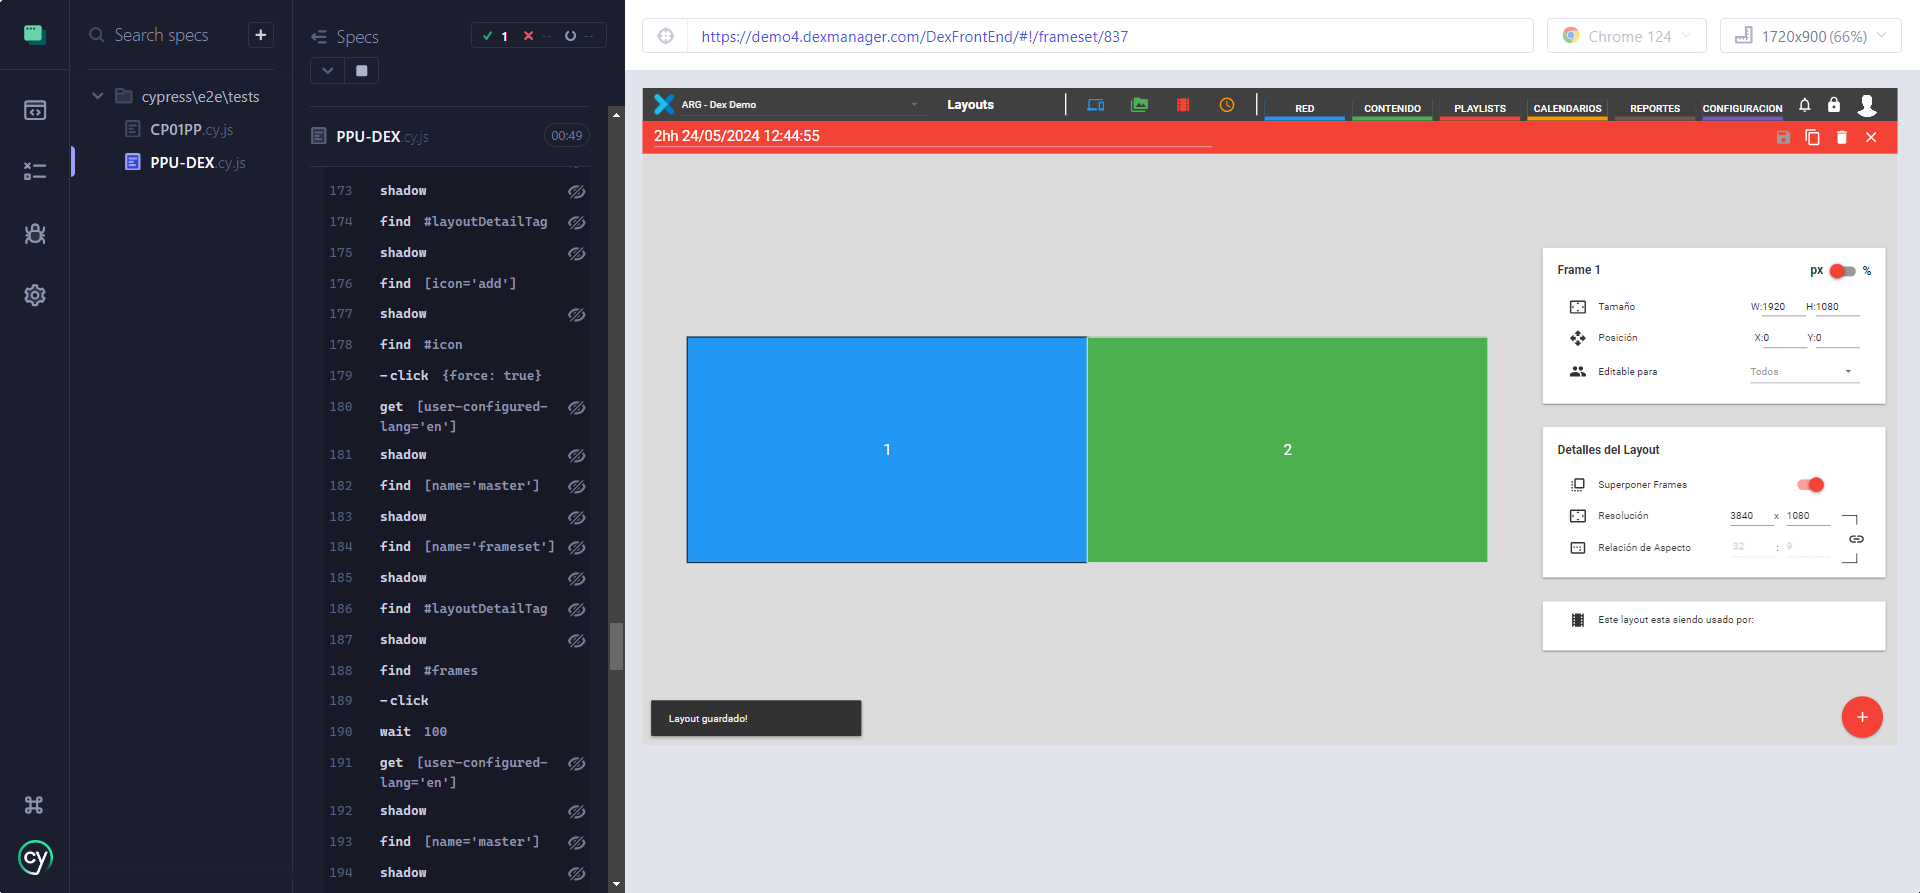 Search specs
+
cypress\e2e\tests
CP01PP.cy.js
PPU-DEX.cy.js
cy
Specs
1 -- --
PPU-DEX.cy.js 00:49
173 shadow
174 find #layoutDetailTag
175 shadow
176 find [icon='add']
177 shadow
178 find #icon
179 -click {force: true}
180 get [user-configured-
lang='en']
181 shadow
182 find [name='master']
183 shadow
184 find [name='frameset']
185 shadow
186 find #layoutDetailTag
187 shadow
188 find #frames
189 -click
190 wait 100
191 get [user-configured-
lang='en']
192 shadow
193 find [name='master']
194 shadow
https://demo4.dexmanager.com/DexFrontEnd/#!/frameset/837
Chrome 124
1720x900 (66%)
ARG - Dex Demo
Layouts
RED
CONTENIDO
PLAYLISTS
CALENDARIOS
REPORTES
CONFIGURACION
2hh 24/05/2024 12:44:55
1
2
Frame 1 px %
Tamaño W:1920 H:1080
Posición X:0 Y:0
Editable para Todos
Detalles del Layout
Superponer Frames
Resolución 3840 x 1080
Relación de Aspecto 32 : 9
Este layout esta siendo usado por:
Layout guardado!
+